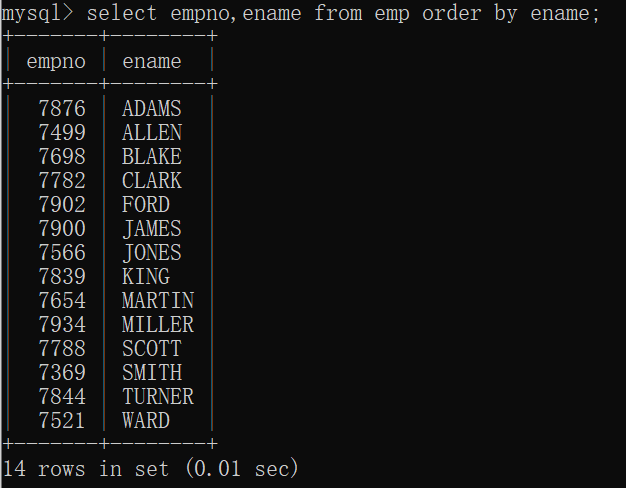 mysql> select empno,ename from emp order by ename;
+-------+--------+
| empno | ename  |
+-------+--------+
|  7876 | ADAMS  |
|  7499 | ALLEN  |
|  7698 | BLAKE  |
|  7782 | CLARK  |
|  7902 | FORD   |
|  7900 | JAMES  |
|  7566 | JONES  |
|  7839 | KING   |
|  7654 | MARTIN |
|  7934 | MILLER |
|  7788 | SCOTT  |
|  7369 | SMITH  |
|  7844 | TURNER |
|  7521 | WARD   |
+-------+--------+
14 rows in set (0.01 sec)